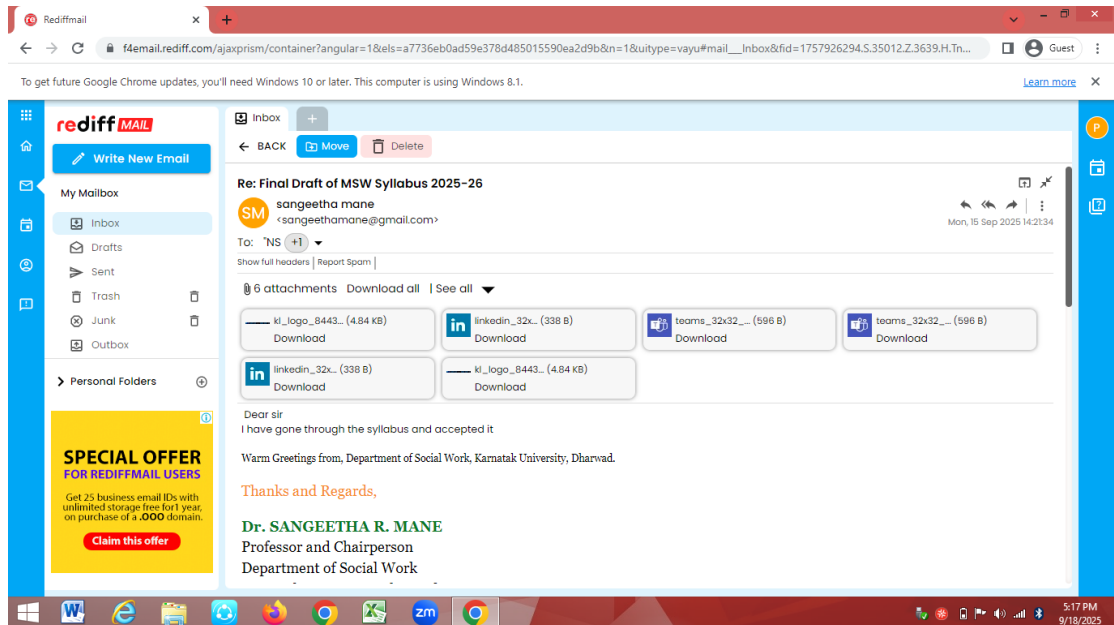 Rediffmail
f4email.rediff.com/ajaxprism/container?angular=1&els=a7736eb0ad59e378d485015590ea2d9b&n=1&uitype=vayu#mail__Inbox&fid=1757926294.S.35012.Z.3639.H.Tn...
Guest
To get future Google Chrome updates, you'll need Windows 10 or later. This computer is using Windows 8.1.
Learn more
rediff MAIL
Write New Email
My Mailbox
Inbox
Drafts
Sent
Trash
Junk
Outbox
Personal Folders
SPECIAL OFFER
FOR REDIFFMAIL USERS
Get 25 business email IDs with
unlimited storage free for1 year,
on purchase of a .OOO domain.
Claim this offer
Inbox
BACK Move Delete
Re: Final Draft of MSW Syllabus 2025-26
SM
sangeetha mane
<sangeethamane@gmail.com>
Mon, 15 Sep 2025 14:21:34
To: "NS +1
Show full headers | Report Spam |
6 attachments Download all | See all
kl_logo_8443... (4.84 KB)
Download
linkedin_32x... (338 B)
Download
teams_32x32_... (596 B)
Download
teams_32x32_... (596 B)
Download
linkedin_32x... (338 B)
Download
kl_logo_8443... (4.84 KB)
Download
Dear sir
I have gone through the syllabus and accepted it
Warm Greetings from, Department of Social Work, Karnatak University, Dharwad.
Thanks and Regards,
Dr. SANGEETHA R. MANE
Professor and Chairperson
Department of Social Work
P
zm
5:17 PM
9/18/2025